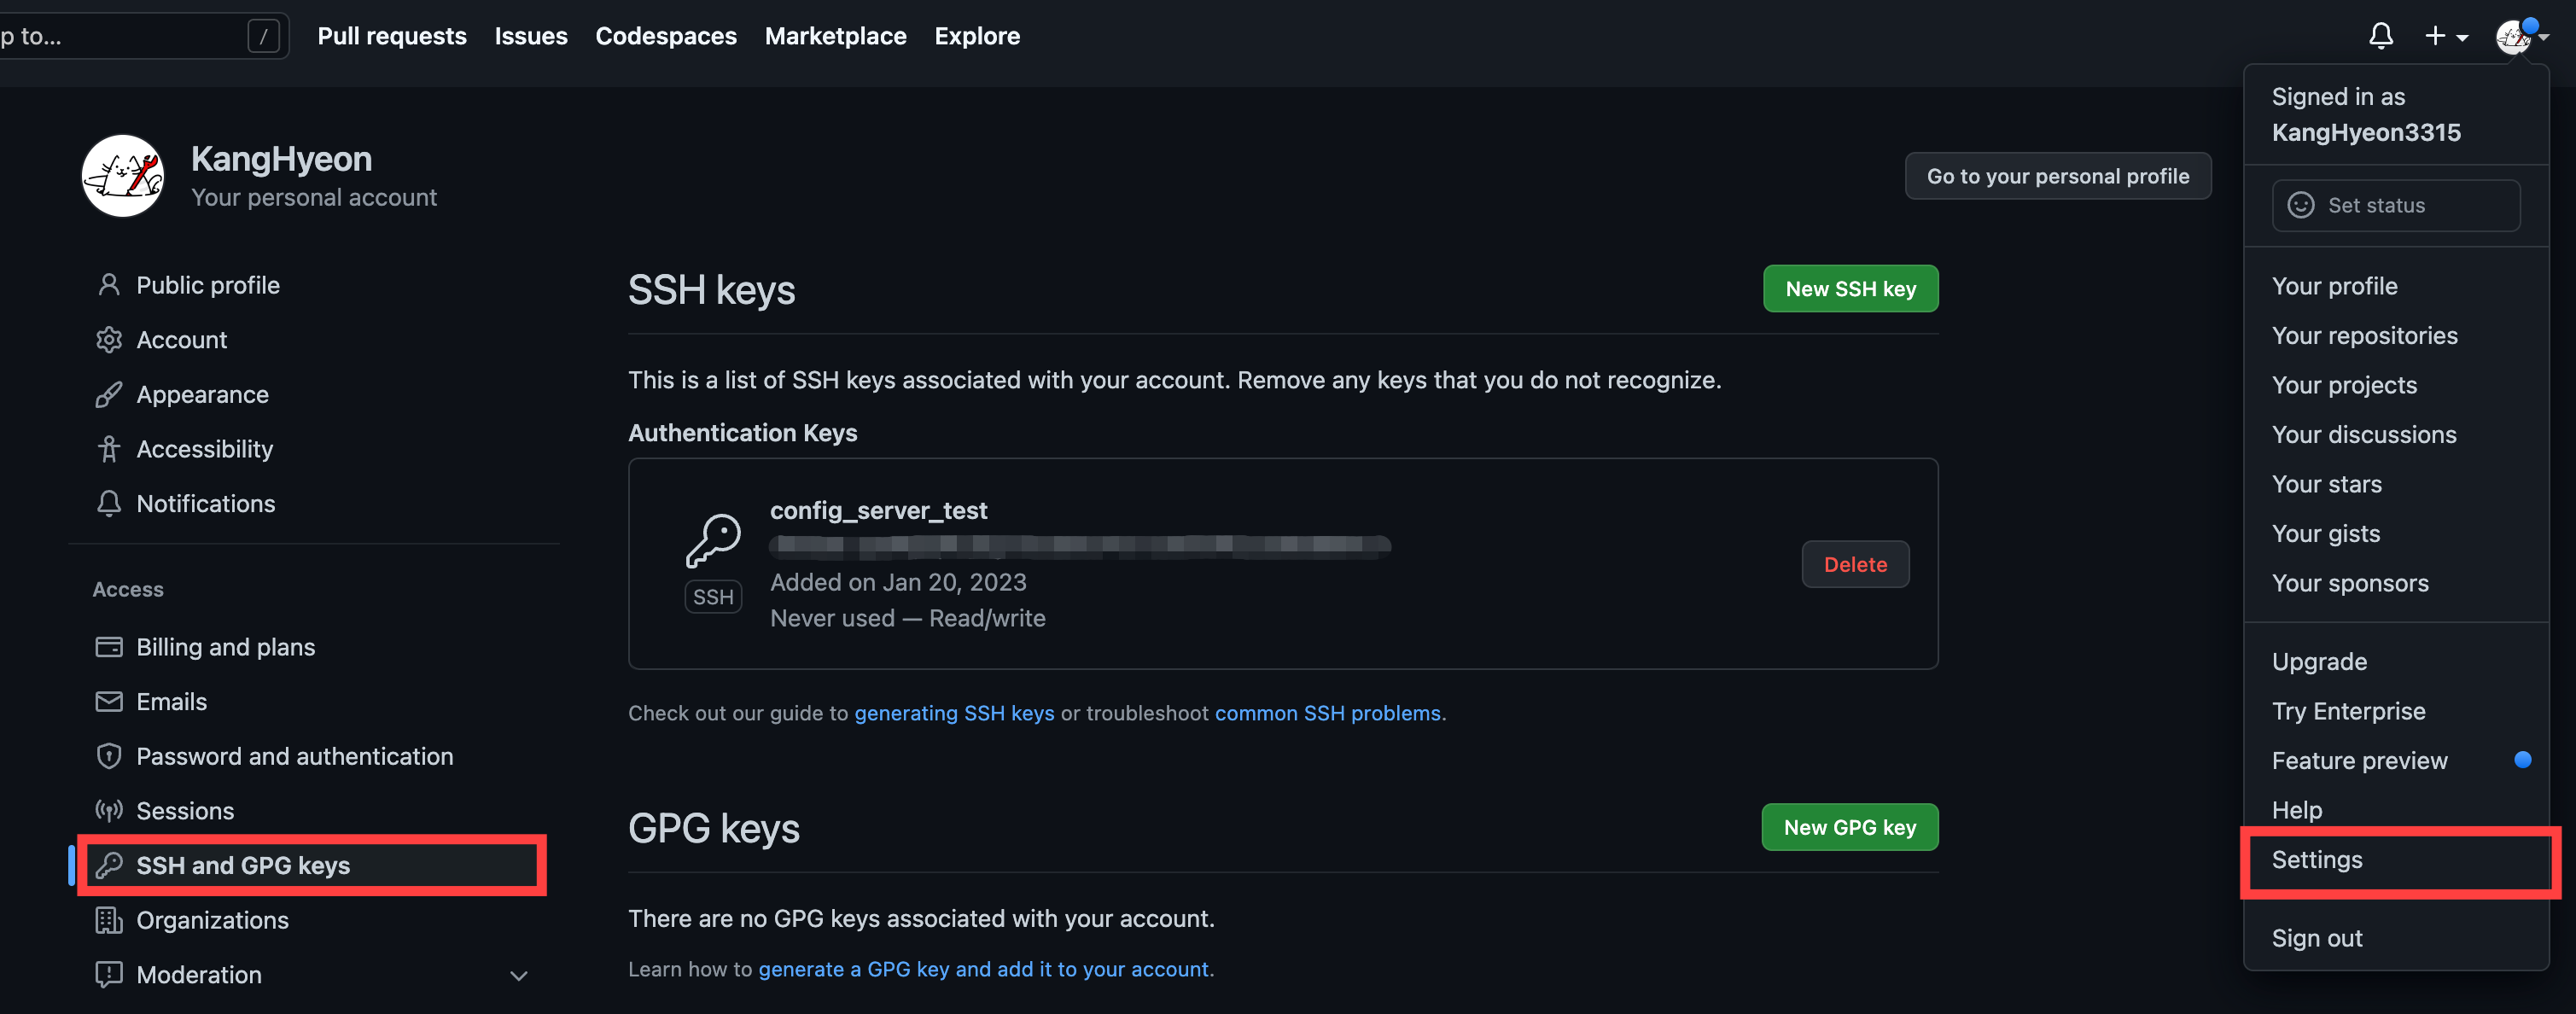 p to...
/
Pull requests
Issues
Codespaces
Marketplace
Explore
KangHyeon
Your personal account
Go to your personal profile
Public profile
Account
Appearance
Accessibility
Notifications
Access
Billing and plans
Emails
Password and authentication
Sessions
SSH and GPG keys
Organizations
Moderation
SSH keys
New SSH key
This is a list of SSH keys associated with your account. Remove any keys that you do not recognize.
Authentication Keys
config_server_test
SSH
Added on Jan 20, 2023
Never used — Read/write
Delete
Check out our guide to generating SSH keys or troubleshoot common SSH problems.
GPG keys
New GPG key
There are no GPG keys associated with your account.
Learn how to generate a GPG key and add it to your account.
Signed in as
KangHyeon3315
Set status
Your profile
Your repositories
Your projects
Your discussions
Your stars
Your gists
Your sponsors
Upgrade
Try Enterprise
Feature preview
Help
Settings
Sign out